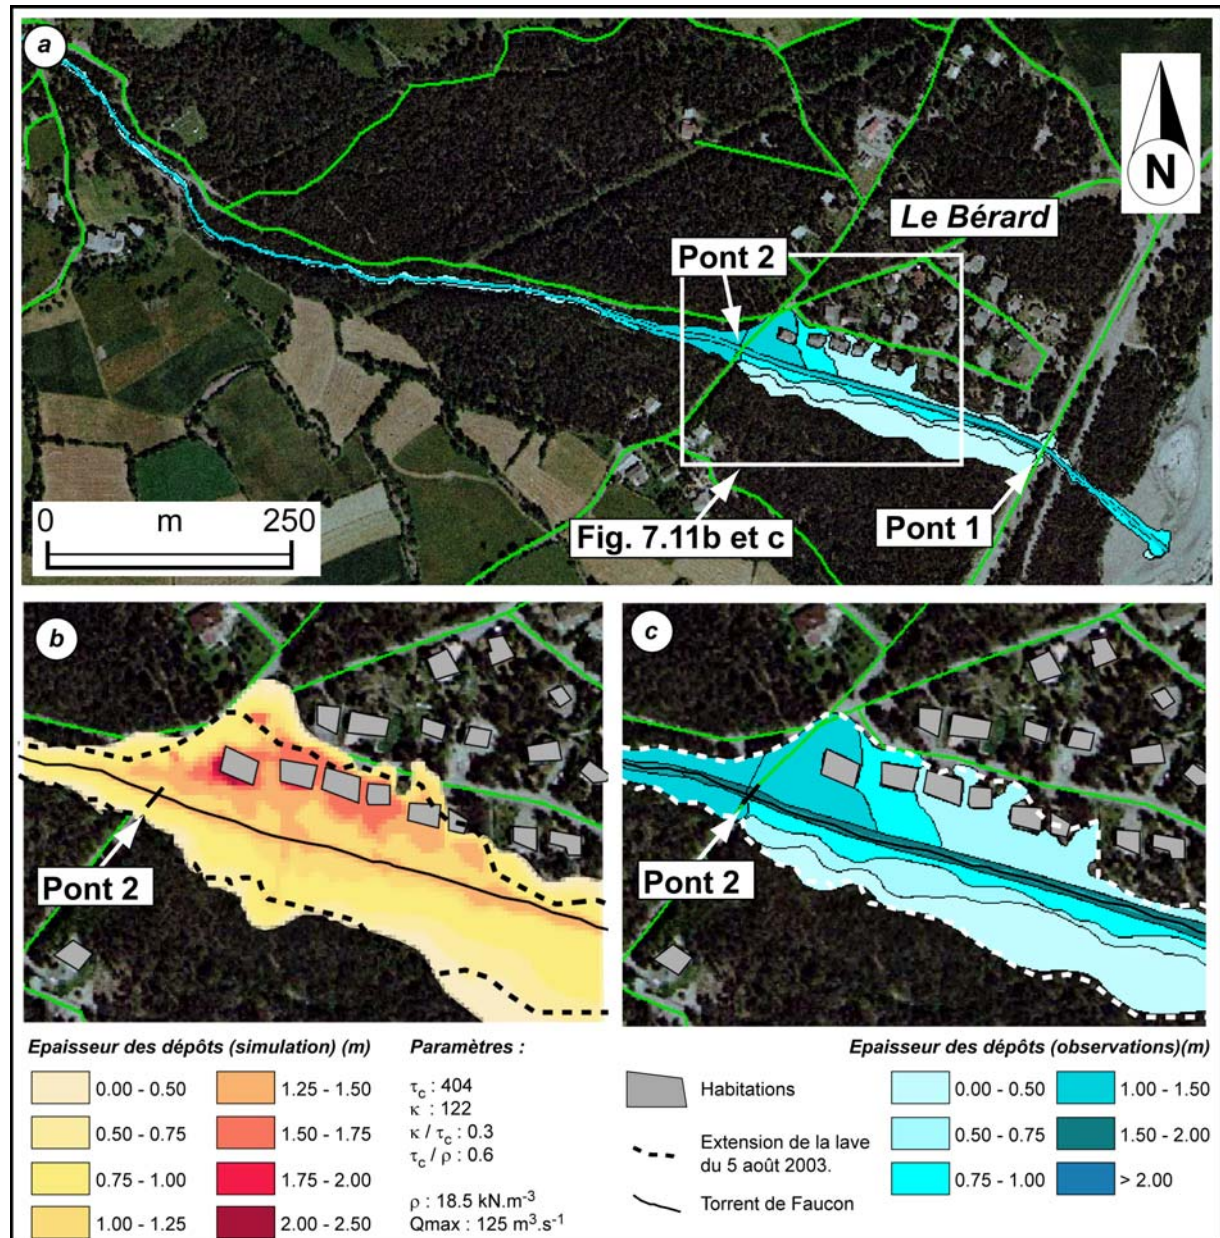 a
N
Le Bérard
Pont 2
0 m 250
Fig. 7.11b et c
Pont 1
b
Pont 2
c
Pont 2
Epaisseur des dépôts (simulation) (m)
0.00 - 0.50
0.50 - 0.75
0.75 - 1.00
1.00 - 1.25
1.25 - 1.50
1.50 - 1.75
1.75 - 2.00
2.00 - 2.50
Paramètres :
τc : 404
κ : 122
κ / τc : 0.3
τc / ρ : 0.6
ρ : 18.5 kN.m-3
Qmax : 125 m3.s-1
Habitations
Extension de la lave
du 5 août 2003.
Torrent de Faucon
Epaisseur des dépôts (observations)(m)
0.00 - 0.50
0.50 - 0.75
0.75 - 1.00
1.00 - 1.50
1.50 - 2.00
> 2.00